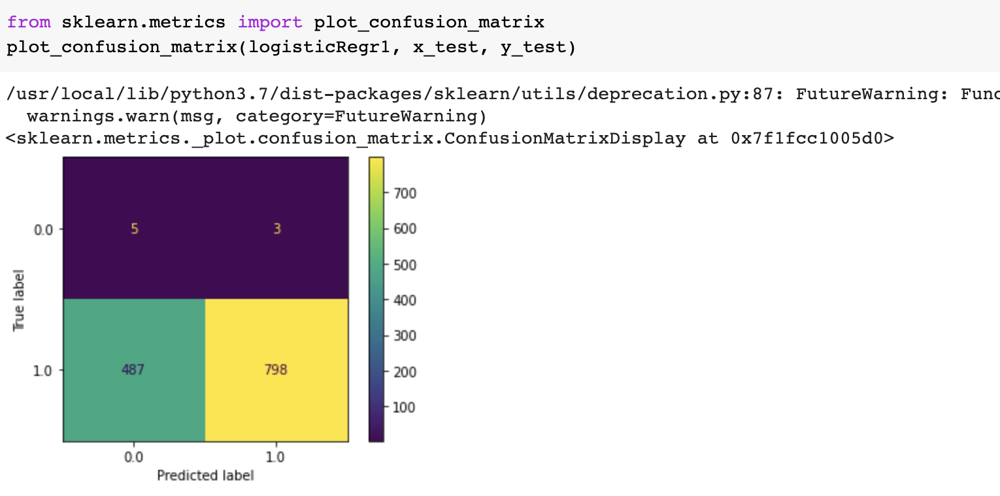 from sklearn.metrics import plot_confusion_matrix
plot_confusion_matrix(logisticRegr1, x_test, y_test)
/usr/local/lib/python3.7/dist-packages/sklearn/utils/deprecation.py:87: FutureWarning: Func
warnings.warn(msg, category=FutureWarning)
<sklearn.metrics._plot.confusion_matrix.ConfusionMatrixDisplay at 0x7f1fcc1005d0>
700
0.0 5 3 600
500
True label
400
300
1.0 487 798
200
100
0.0 1.0
Predicted label